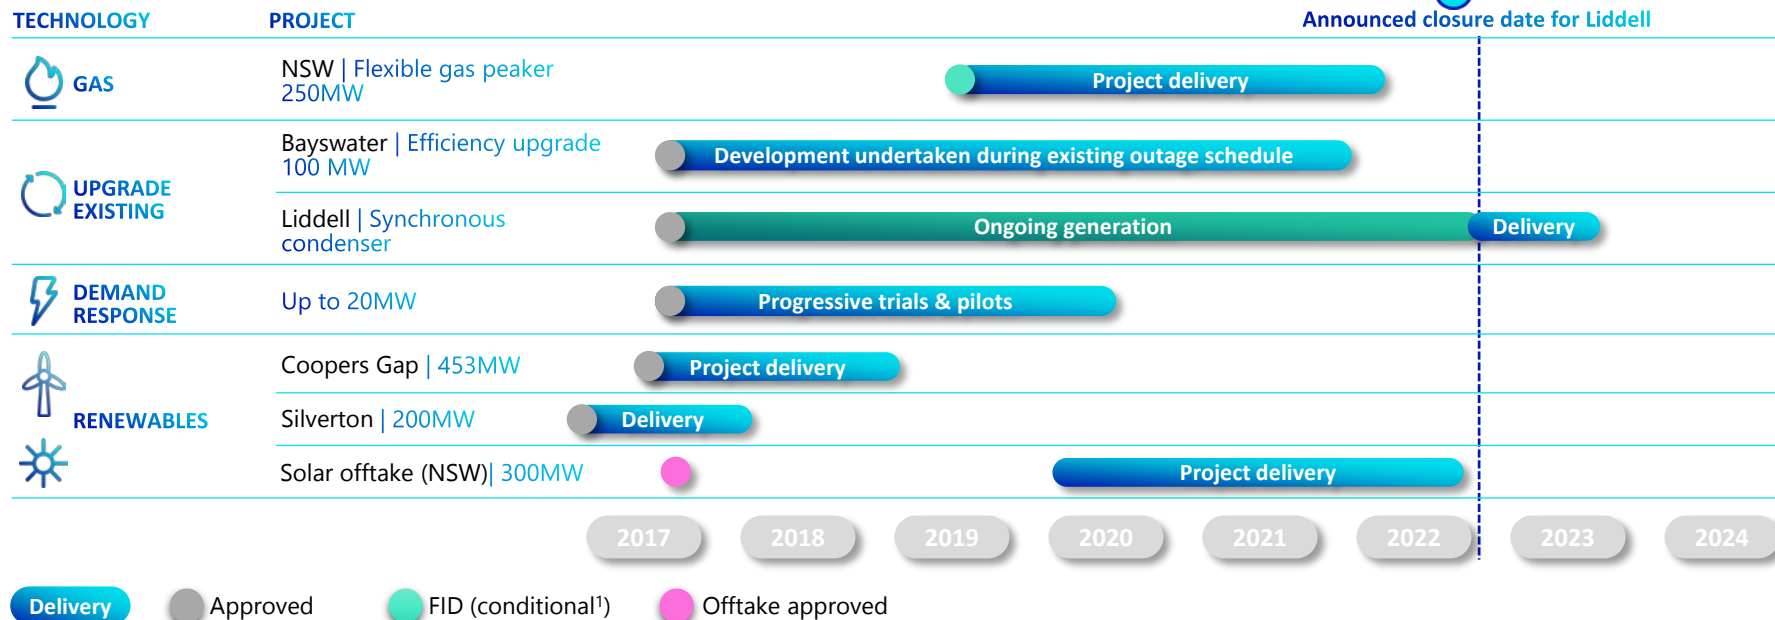 TECHNOLOGY
PROJECT
Announced closure date for Liddell
GAS
NSW | Flexible gas peaker
250MW
Project delivery
UPGRADE
EXISTING
Bayswater | Efficiency upgrade
100 MW
Development undertaken during existing outage schedule
Liddell | Synchronous
condenser
Ongoing generation
Delivery
DEMAND
RESPONSE
Up to 20MW
Progressive trials & pilots
RENEWABLES
Coopers Gap | 453MW
Project delivery
Silverton | 200MW
Delivery
Solar offtake (NSW)| 300MW
Project delivery
2017
2018
2019
2020
2021
2022
2023
2024
Delivery
Approved
FID (conditional¹)
Offtake approved